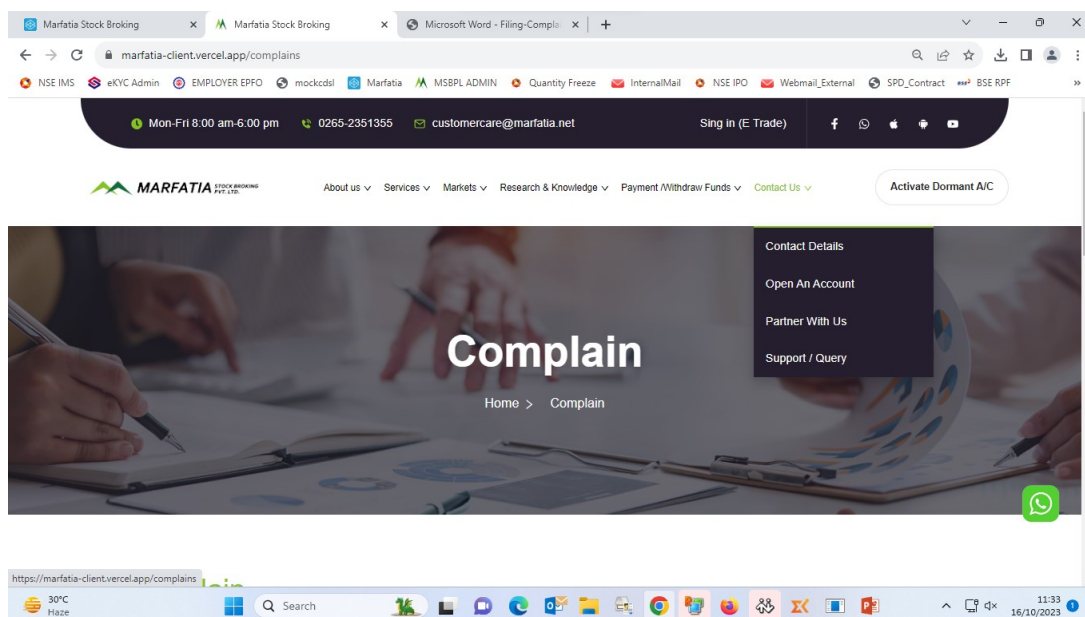 Marfatia Stock Broking
Marfatia Stock Broking
Microsoft Word - Filing-Compla
marfatia-client.vercel.app/complains
NSE IMS eKYC Admin EMPLOYER EPFO mockcdsl Marfatia MSBPL ADMIN Quantity Freeze InternalMail NSE IPO Webmail_External SPD_Contract BSE RPF »
Mon-Fri 8:00 am-6:00 pm 0265-2351355 customercare@marfatia.net Sing in (E Trade)
MARFATIA STOCK BROKING PVT. LTD.
About us Services Markets Research & Knowledge Payment /Withdraw Funds Contact Us Activate Dormant A/C
Contact Details
Open An Account
Partner With Us
Support / Query
Complain
Home > Complain
https://marfatia-client.vercel.app/complains
30°C
Haze
Search
11:33
16/10/2023
1